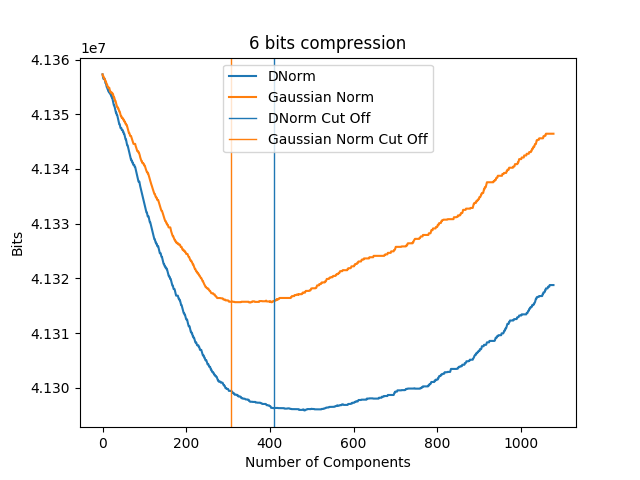 6 bits compression
1e7
4.136
4.135
4.134
4.133
4.132
4.131
4.130
Bits
DNorm
Gaussian Norm
DNorm Cut Off
Gaussian Norm Cut Off
0 200 400 600 800 1000
Number of Components